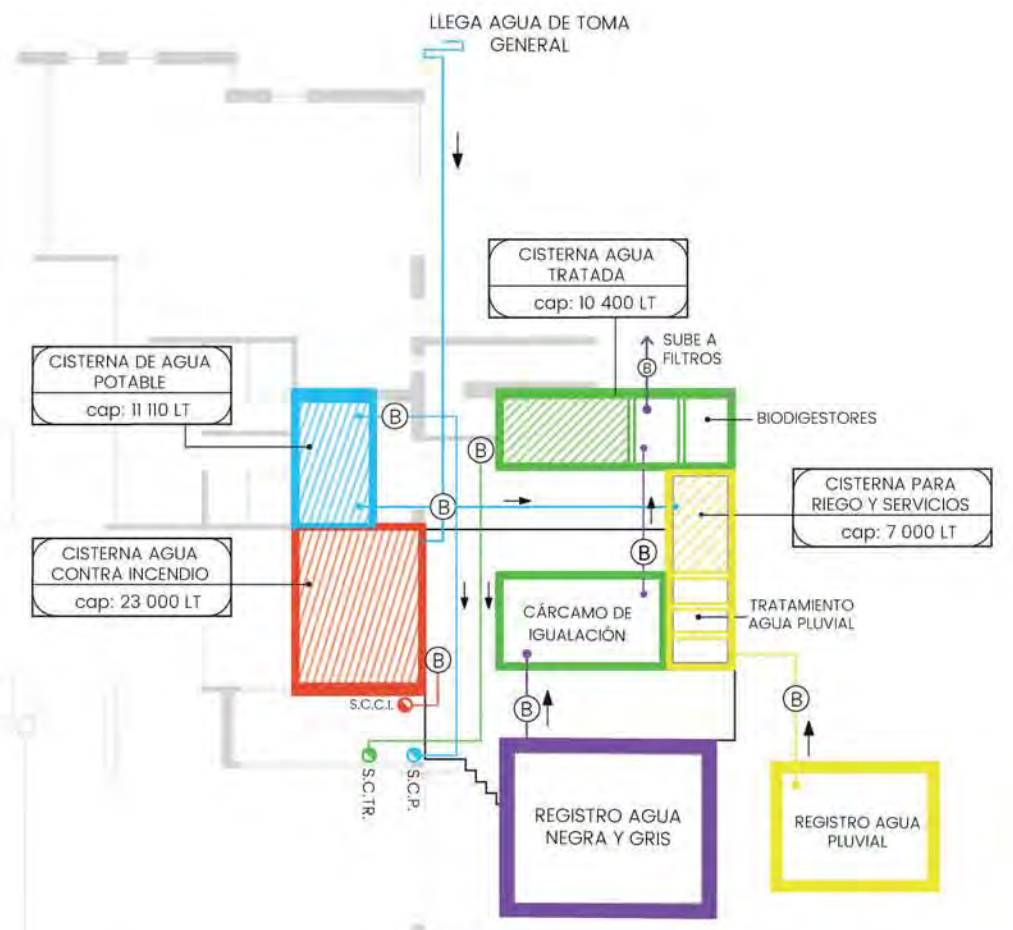 LLEGA AGUA DE TOMA
GENERAL
CISTERNA AGUA
TRATADA
cap: 10 400 LT
SUBE A
FILTROS
B
CISTERNA DE AGUA
POTABLE
cap: 11 110 LT
B
BIODIGESTORES
B
CISTERNA PARA
RIEGO Y SERVICIOS
cap: 7 000 LT
B
CISTERNA AGUA
CONTRA INCENDIO
cap: 23 000 LT
B
CÁRCAMO DE
IGUALACIÓN
TRATAMIENTO
AGUA PLUVIAL
B
S.C.C.I.
B
B
S.C.TR.
S.C.P.
REGISTRO AGUA
NEGRA Y GRIS
REGISTRO AGUA
PLUVIAL